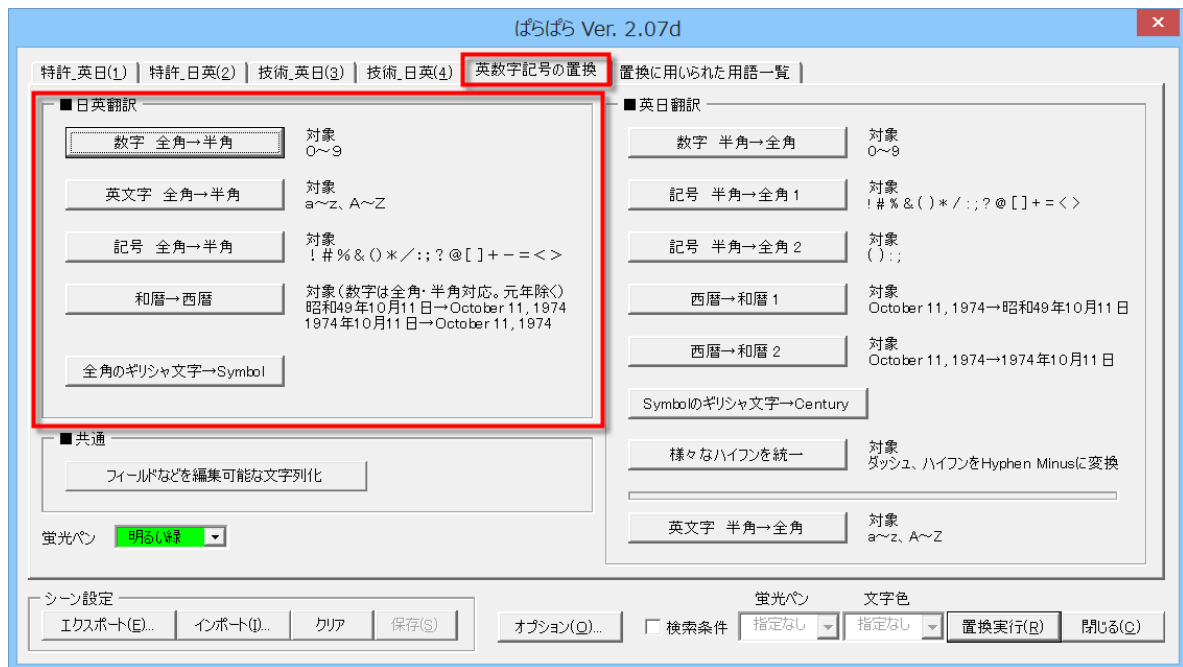 ぱらぱら Ver. 2.07d
特許_英日(1) 特許_日英(2) 技術_英日(3) 技術_日英(4) 英数字記号の置換 置換に用いられた用語一覧
■日英翻訳
数字 全角→半角
対象
0～9
英文字 全角→半角
対象
a～z、A～Z
記号 全角→半角
対象
！＃％＆（）＊／：；？＠［］＋－＝＜＞
和暦→西暦
対象(数字は全角・半角対応。元年除く)
昭和49年10月11日→October 11, 1974
1974年10月11日→October 11, 1974
全角のギリシャ文字→Symbol
■共通
フィールドなどを編集可能な文字列化
蛍光ペン 明るい緑
■英日翻訳
数字 半角→全角
対象
0～9
記号 半角→全角1
対象
!#%&()*/:;?@[]+=<>
記号 半角→全角2
対象
():;
西暦→和暦1
対象
October 11, 1974→昭和49年10月11日
西暦→和暦2
対象
October 11, 1974→1974年10月11日
Symbolのギリシャ文字→Century
様々なハイフンを統一
対象
ダッシュ、ハイフンをHyphen Minusに変換
英文字 半角→全角
対象
a～z、A～Z
シーン設定
エクスポート(E)... インポート(I)... クリア 保存(S)
オプション(O)...
検索条件
蛍光ペン
指定なし
文字色
指定なし
置換実行(R) 閉じる(C)